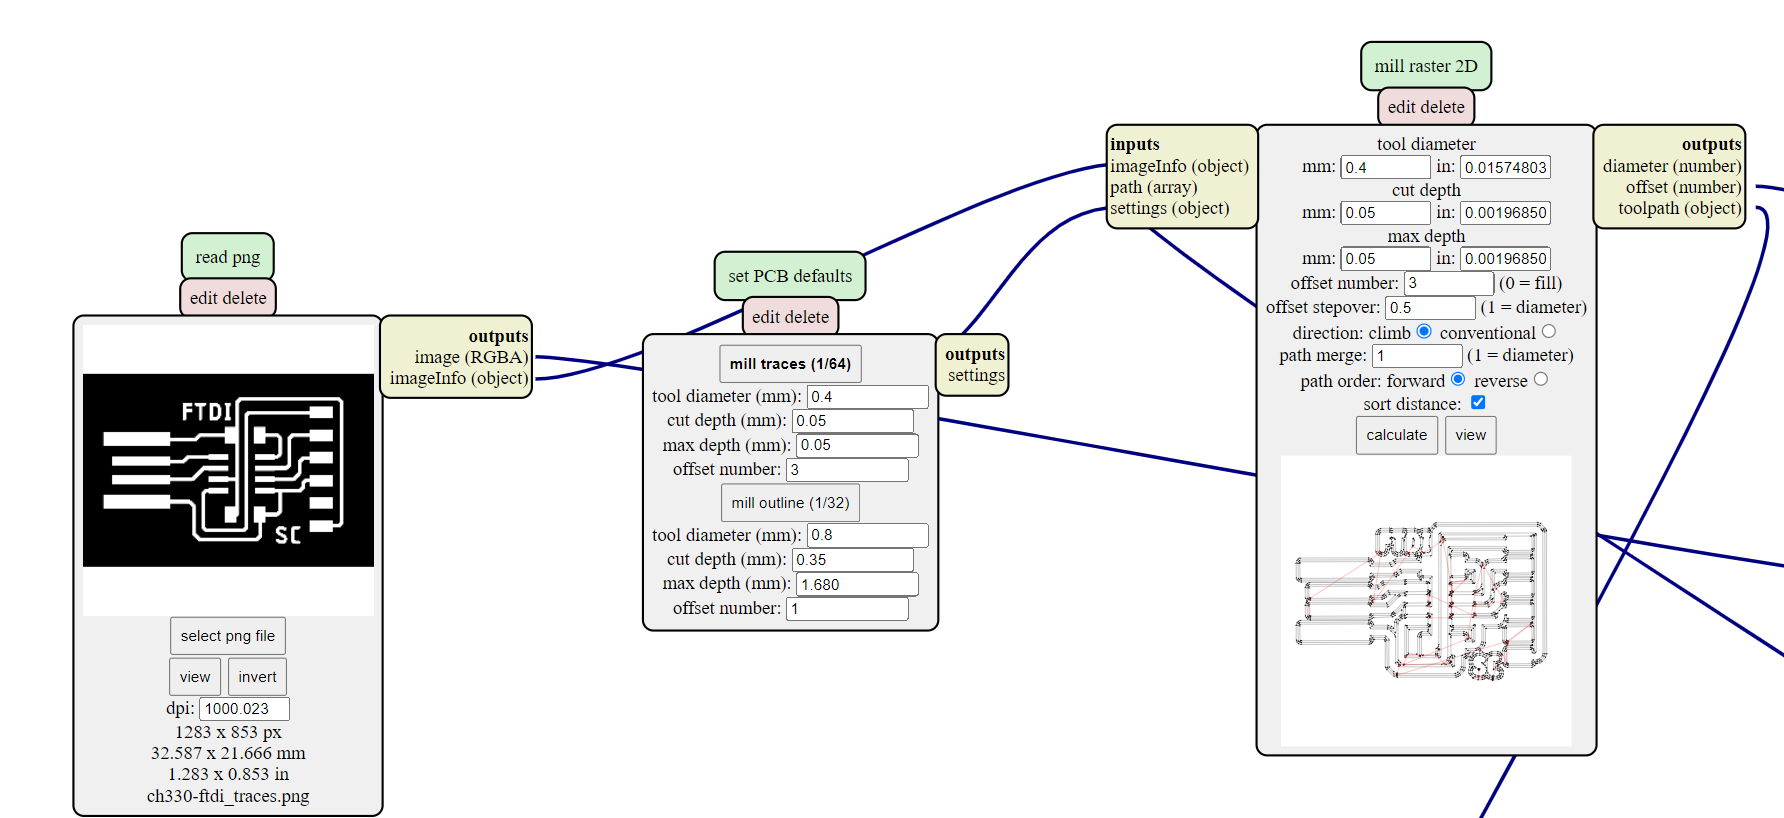 read png
edit delete
outputs
image (RGBA)
imageInfo (object)
FTDI
SC
select png file
view invert
dpi: 1000.023
1283 x 853 px
32.587 x 21.666 mm
1.283 x 0.853 in
ch330-ftdi_traces.png
set PCB defaults
edit delete
mill traces (1/64)
tool diameter (mm): 0.4
cut depth (mm): 0.05
max depth (mm): 0.05
offset number: 3
mill outline (1/32)
tool diameter (mm): 0.8
cut depth (mm): 0.35
max depth (mm): 1.680
offset number: 1
outputs
settings
mill raster 2D
edit delete
inputs
imageInfo (object)
path (array)
settings (object)
tool diameter
mm: 0.4 in: 0.01574803
cut depth
mm: 0.05 in: 0.00196850
max depth
mm: 0.05 in: 0.00196850
offset number: 3 (0 = fill)
offset stepover: 0.5 (1 = diameter)
direction: climb conventional
path merge: 1 (1 = diameter)
path order: forward reverse
sort distance:
calculate view
FTDI
SC
outputs
diameter (number)
offset (number)
toolpath (object)